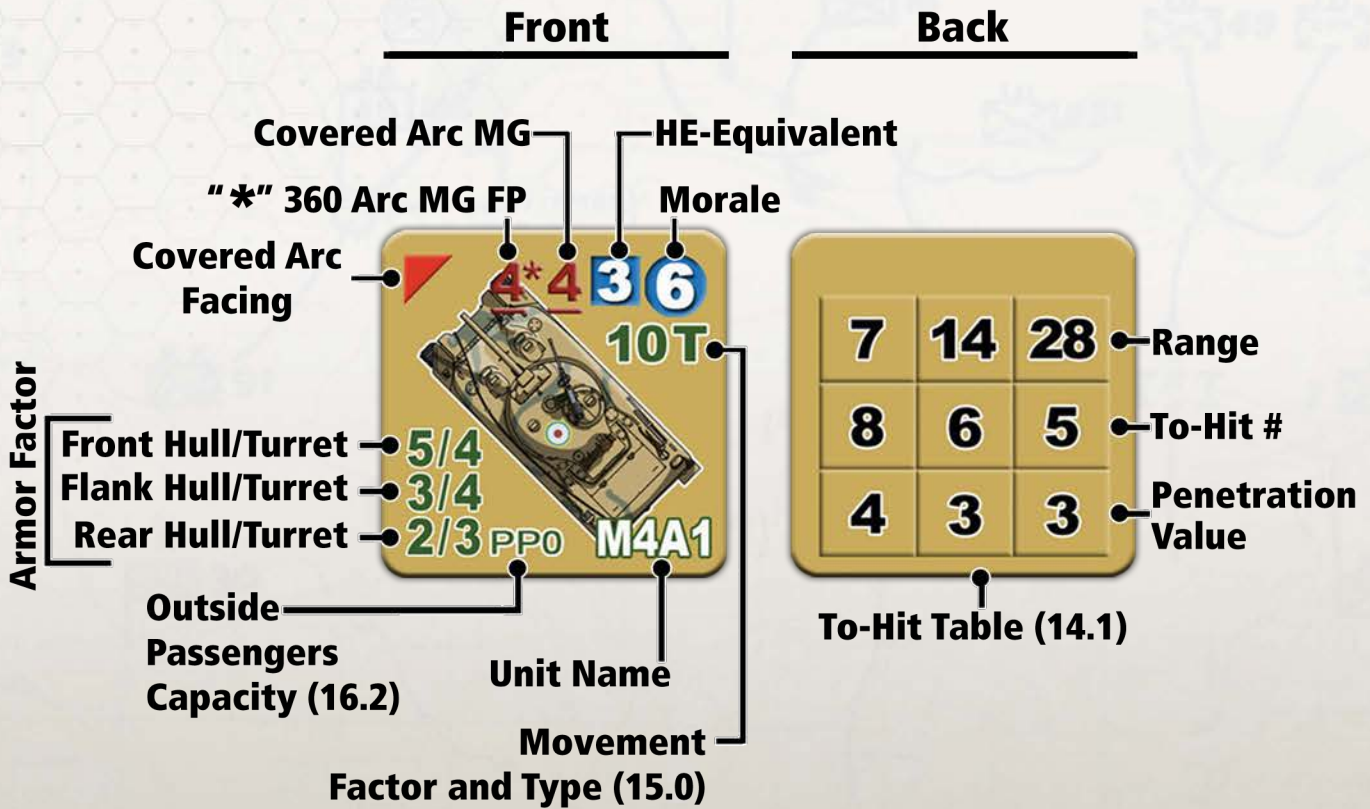 Front
Back
Covered Arc MG
HE-Equivalent
"*" 360 Arc MG FP
Morale
Covered Arc
Facing
4* 4 3 6
10 T
Armor Factor
Front Hull/Turret
5/4
Flank Hull/Turret
3/4
Rear Hull/Turret
2/3 PP0 M4A1
7 14 28
Range
8 6 5
To-Hit #
4 3 3
Penetration
Value
Outside
Passengers
Capacity (16.2)
Unit Name
To-Hit Table (14.1)
Movement
Factor and Type (15.0)